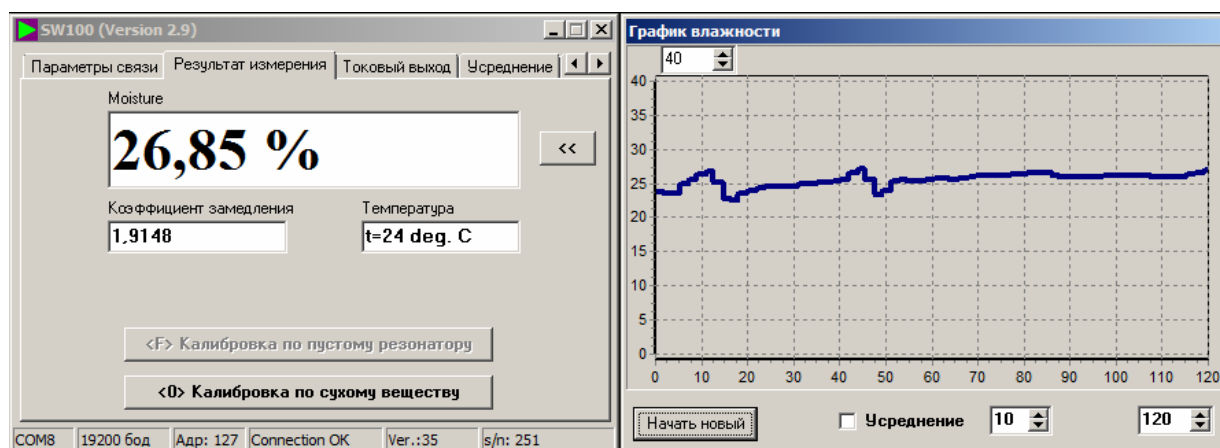 SW100 (Version 2.9)
Параметры связи Результат измерения Токовый выход Усреднение
Moisture
26,85 %
<<
Коэффициент замедления Температура
1,9148 t=24 deg. C
<F> Калибровка по пустому резонатору
<0> Калибровка по сухому веществу
COM8 19200 бод Адр: 127 Connection OK Ver.:35 s/n: 251
График влажности
40
40
35
30
25
20
15
10
5
0
0 10 20 30 40 50 60 70 80 90 100 110 120
Начать новый Усреднение 10 120